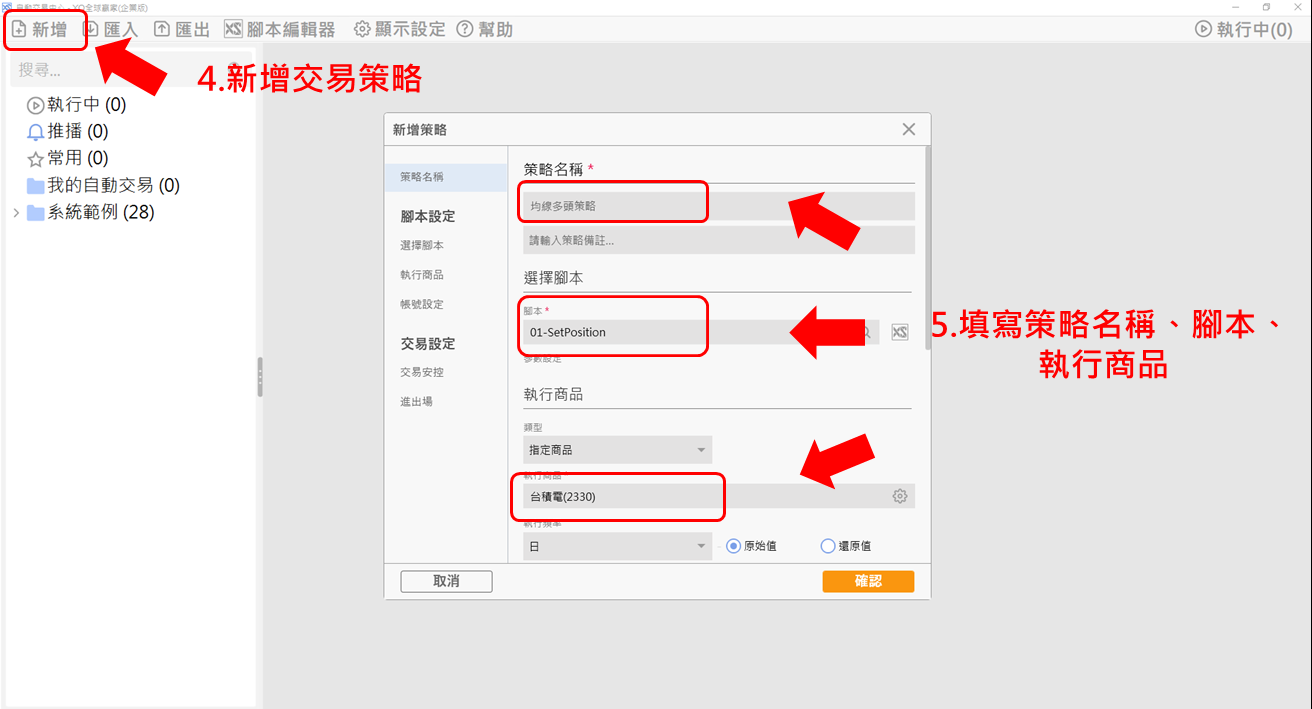 自動交易中心 - XQ全球贏家(企業版)
新增 匯入 匯出 XS 腳本編輯器 顯示設定 幫助 執行中(0)
搜尋...
4.新增交易策略
執行中 (0)
推播 (0)
常用 (0)
我的自動交易 (0)
系統範例 (28)
新增策略
策略名稱
腳本設定
選擇腳本
執行商品
帳號設定
交易設定
交易安控
進出場
策略名稱 *
均線多頭策略
請輸入策略備註...
選擇腳本
腳本 *
01-SetPosition
XS
參數設定
執行商品
類型
指定商品
執行商品
台積電(2330)
執行頻率
日
原始值
還原值
取消
確認
5.填寫策略名稱、腳本、
執行商品